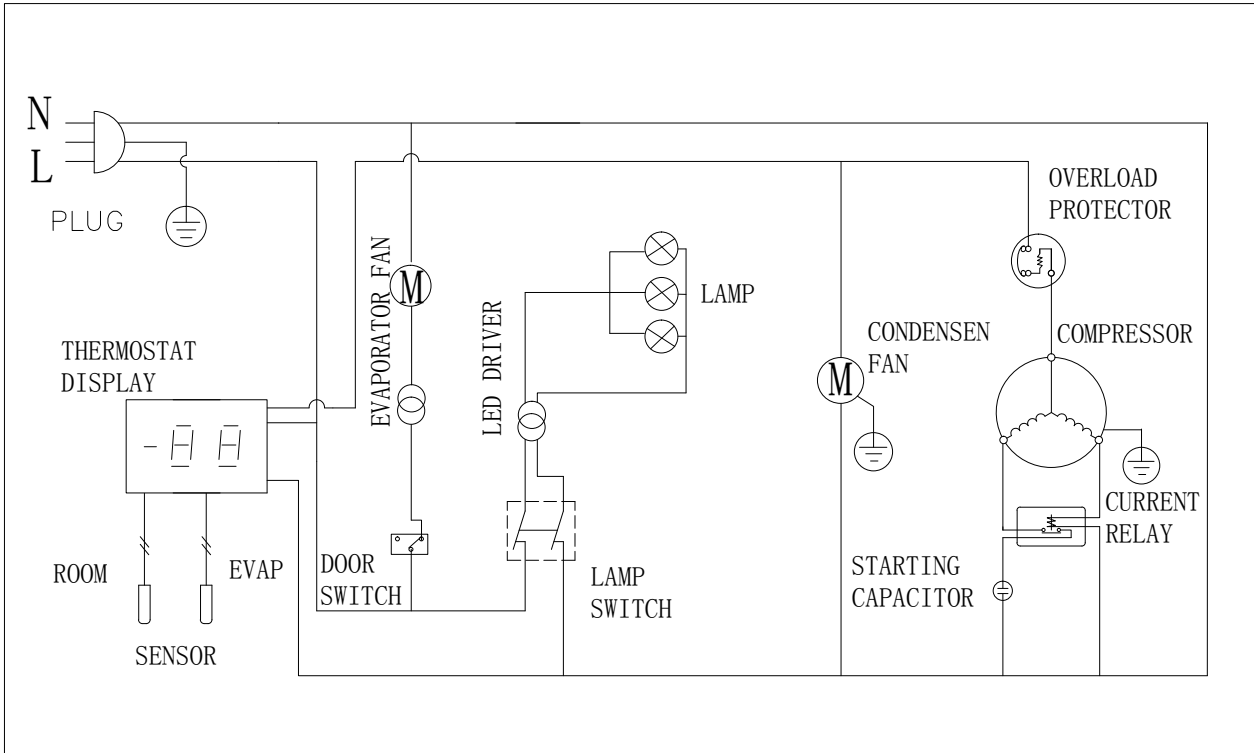 N
L
PLUG
OVERLOAD
PROTECTOR
EVAPORATOR FAN
M
LAMP
LED DRIVER
CONDENSEN
FAN
M
COMPRESSOR
THERMOSTAT
DISPLAY
-88
CURRENT
RELAY
ROOM
EVAP
DOOR
SWITCH
LAMP
SWITCH
STARTING
CAPACITOR
SENSOR